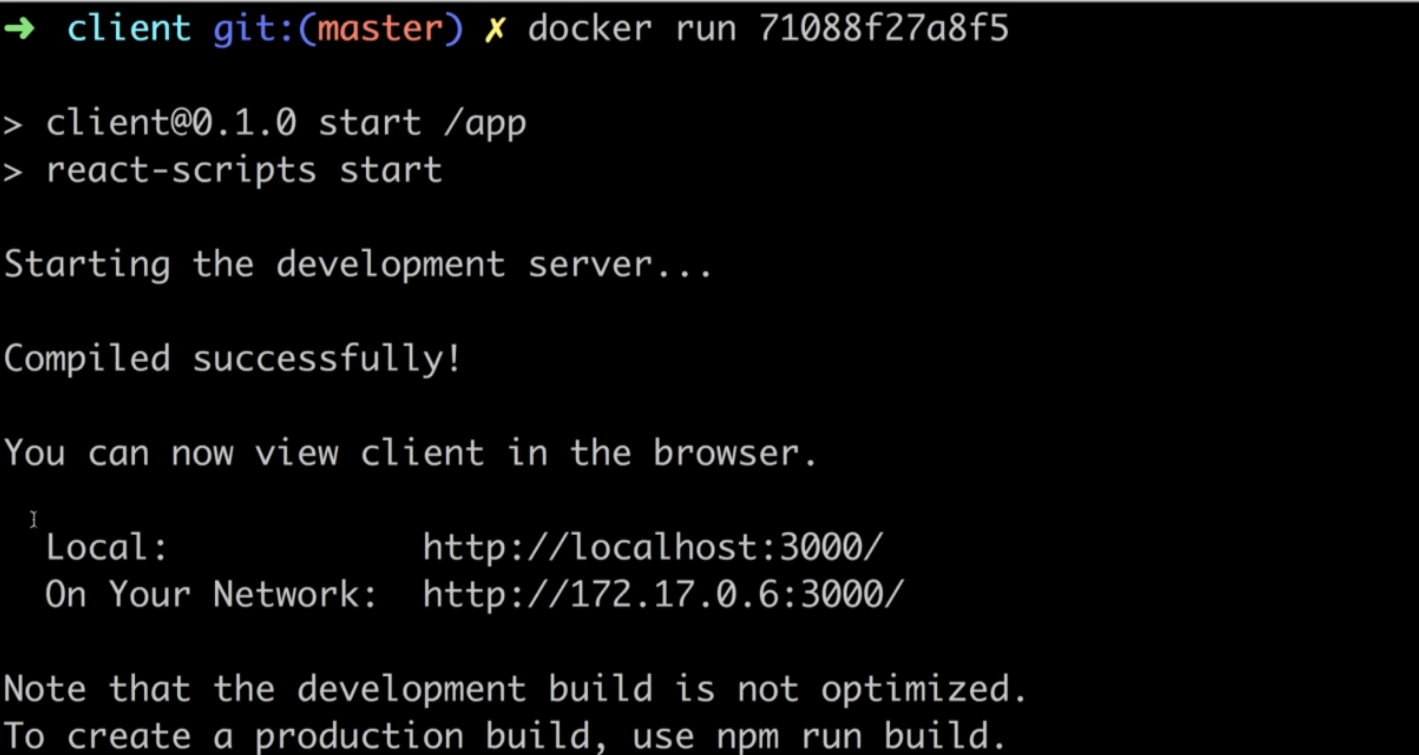 ➜ client git:(master) ✗ docker run 71088f27a8f5
> client@0.1.0 start /app
> react-scripts start
Starting the development server...
Compiled successfully!
You can now view client in the browser.
Local: http://localhost:3000/
On Your Network: http://172.17.0.6:3000/
Note that the development build is not optimized.
To create a production build, use npm run build.